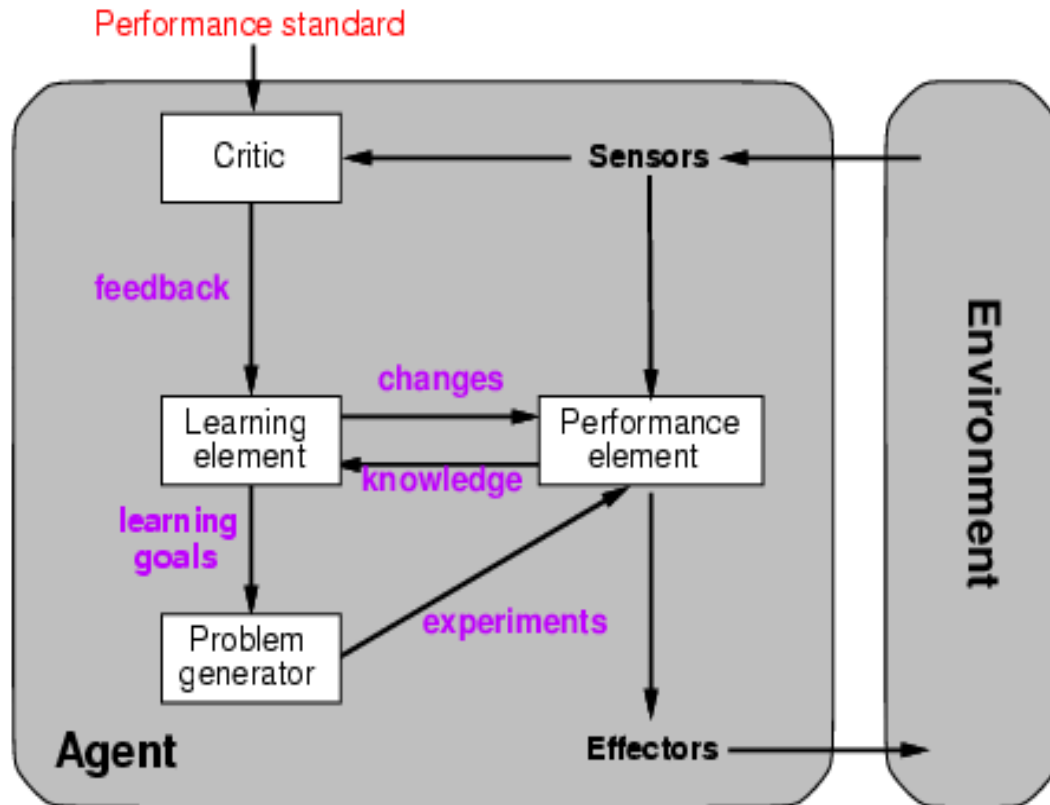 Performance standard
Critic
Sensors
feedback
changes
Learning
element
Performance
element
knowledge
learning
goals
experiments
Problem
generator
Agent
Effectors
Environment